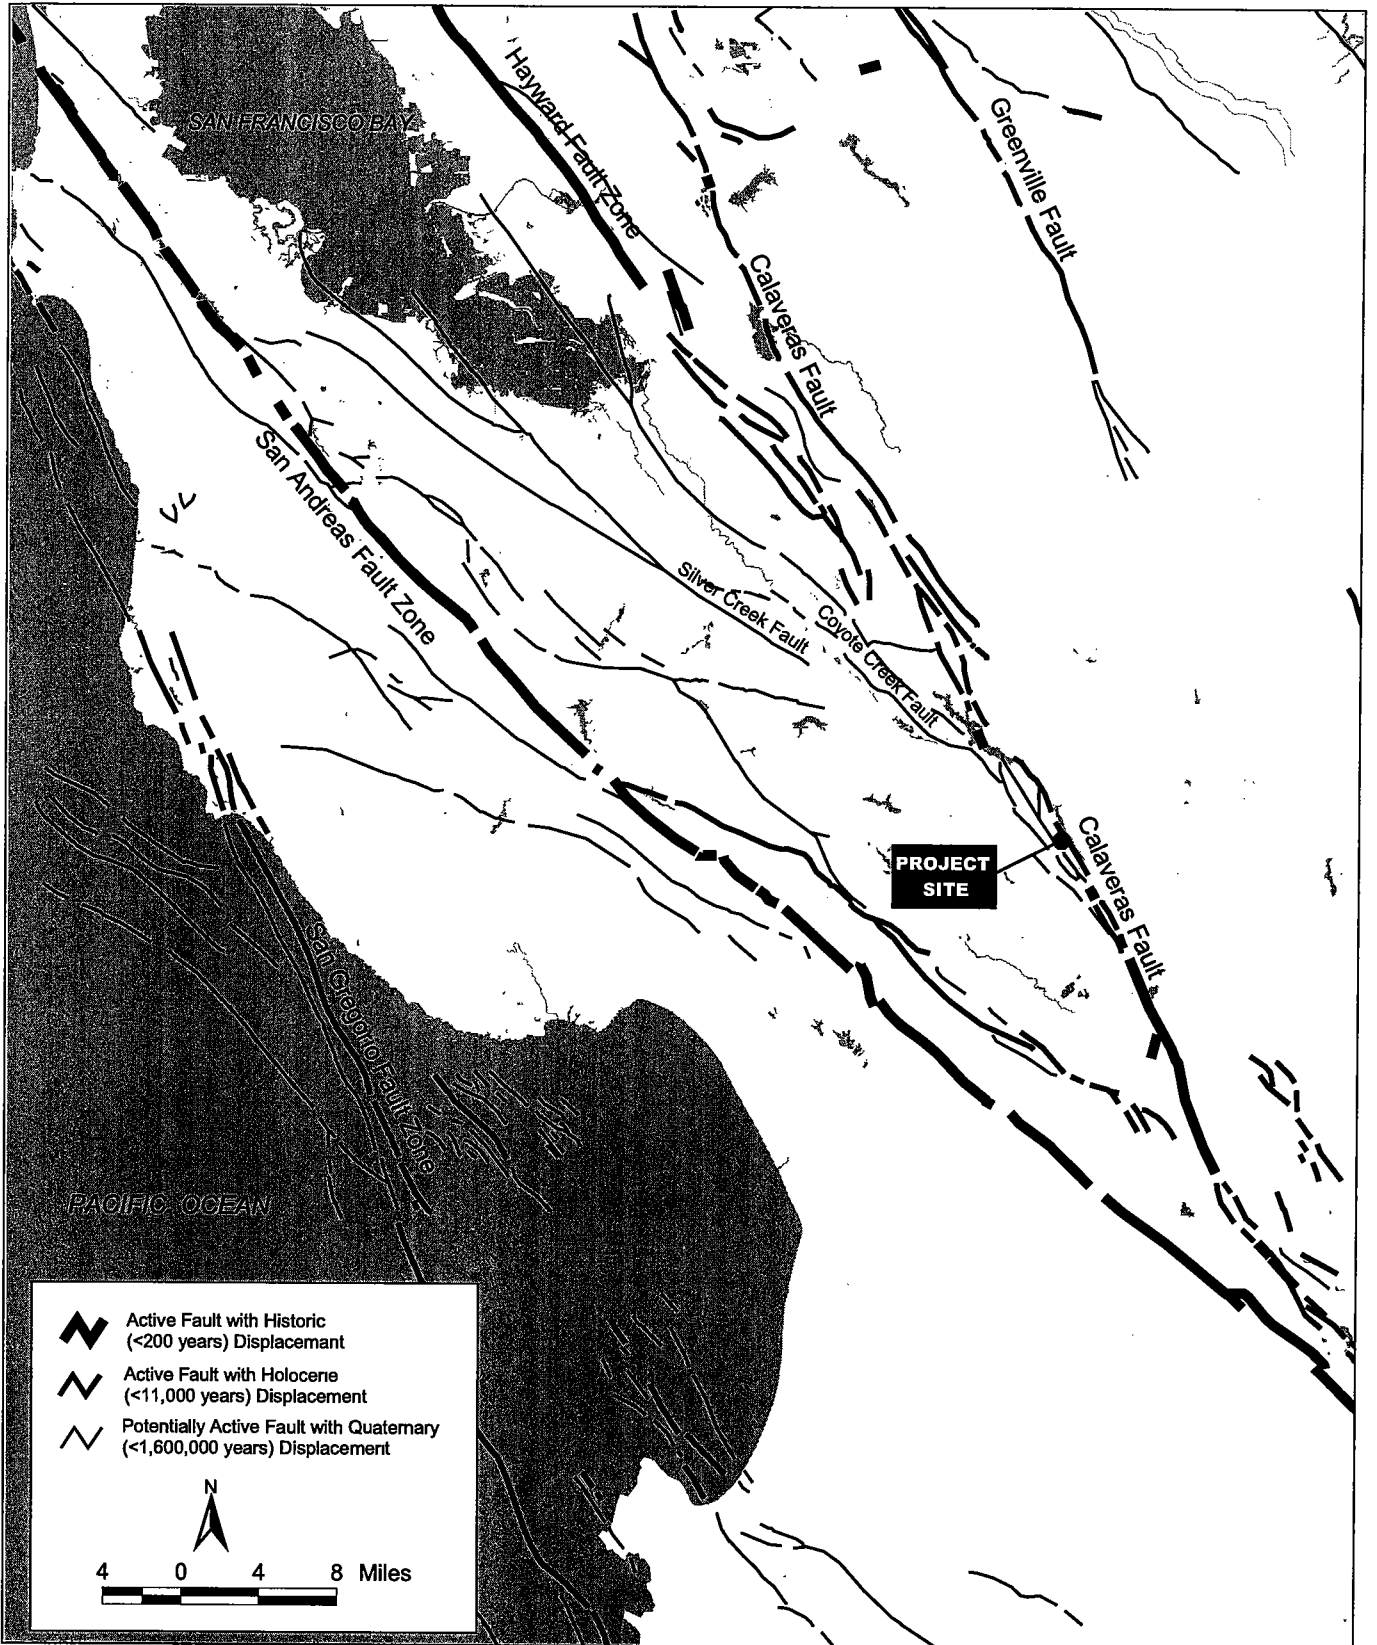 SAN FRANCISCO BAY
Hayward Fault Zone
Greenville Fault
Calaveras Fault
San Andreas Fault Zone
Silver Creek Fault
Coyote Creek Fault
PROJECT
SITE
Calaveras Fault
San Gregorio Fault Zone
PACIFIC OCEAN
Active Fault with Historic
(<200 years) Displacemant
Active Fault with Holocene
(<11,000 years) Displacement
Potentially Active Fault with Quaternary
(<1,600,000 years) Displacement
N
4 0 4 8 Miles